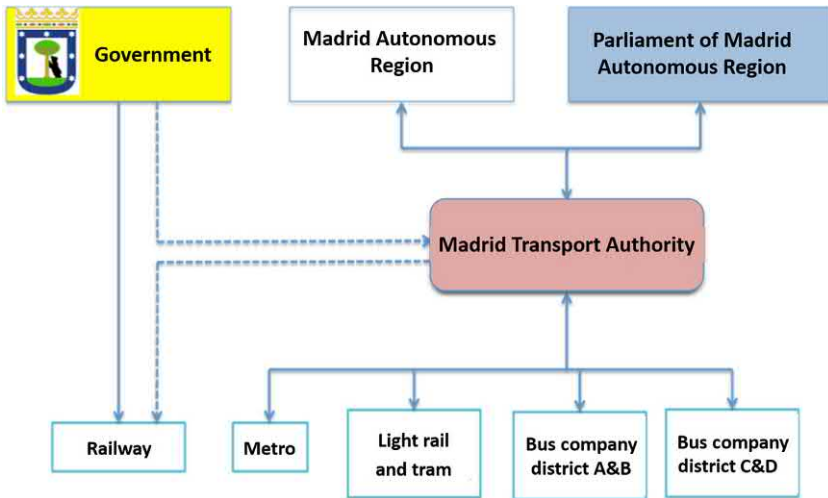 Government
Madrid Autonomous
Region
Parliament of Madrid
Autonomous Region
Madrid Transport Authority
Railway
Metro
Light rail
and tram
Bus company
district A&B
Bus company
district C&D